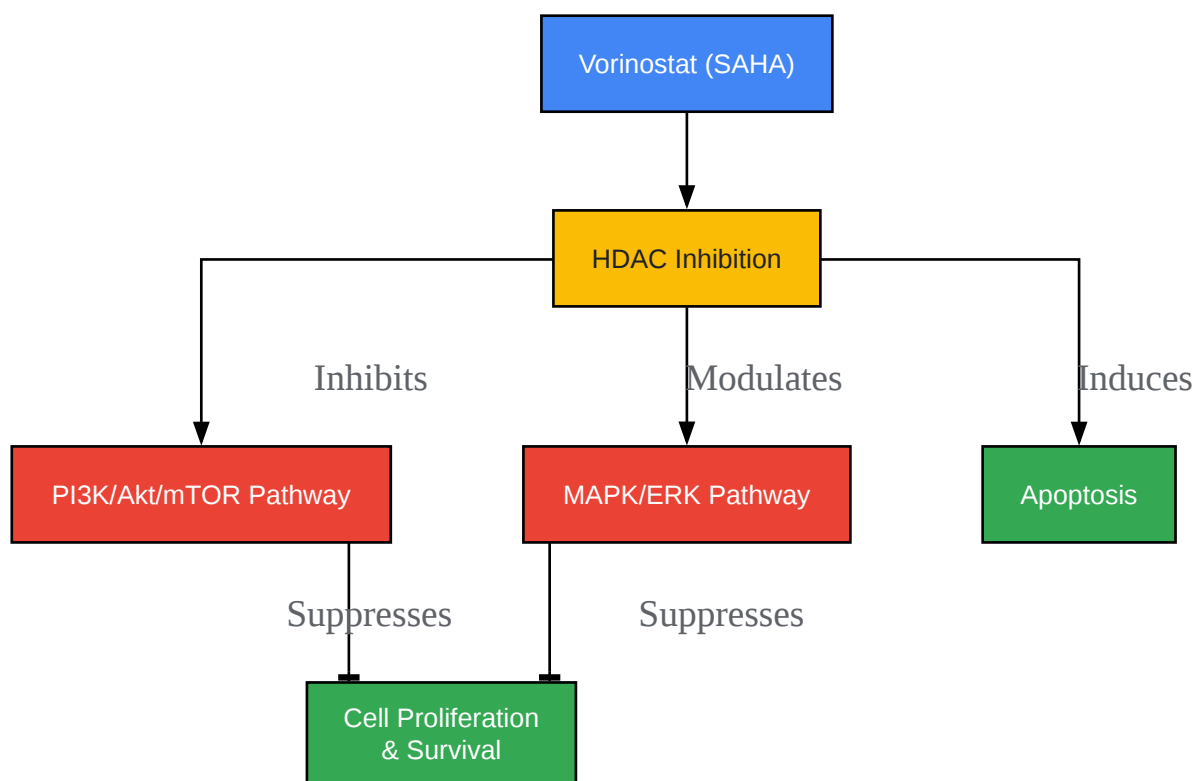 Vorinostat (SAHA)
HDAC Inhibition
Inhibits
Modulates
Induces
PI3K/Akt/mTOR Pathway
MAPK/ERK Pathway
Apoptosis
Suppresses
Suppresses
Cell Proliferation
& Survival